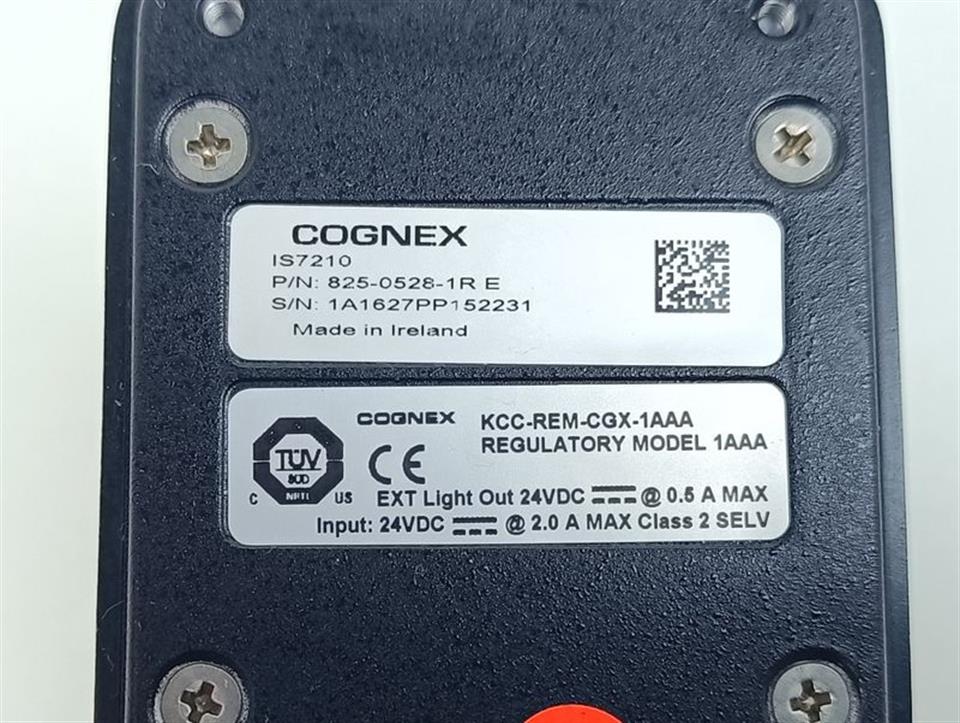 COGNEX
IS7210
P/N: 825-0528-1R E
S/N: 1A1627PP152231
Made in Ireland
COGNEX KCC-REM-CGX-1AAA
REGULATORY MODEL 1AAA
TÜV
SÜD
C NRTL US
CE
EXT Light Out 24VDC @ 0.5 A MAX
Input: 24VDC @ 2.0 A MAX Class 2 SELV